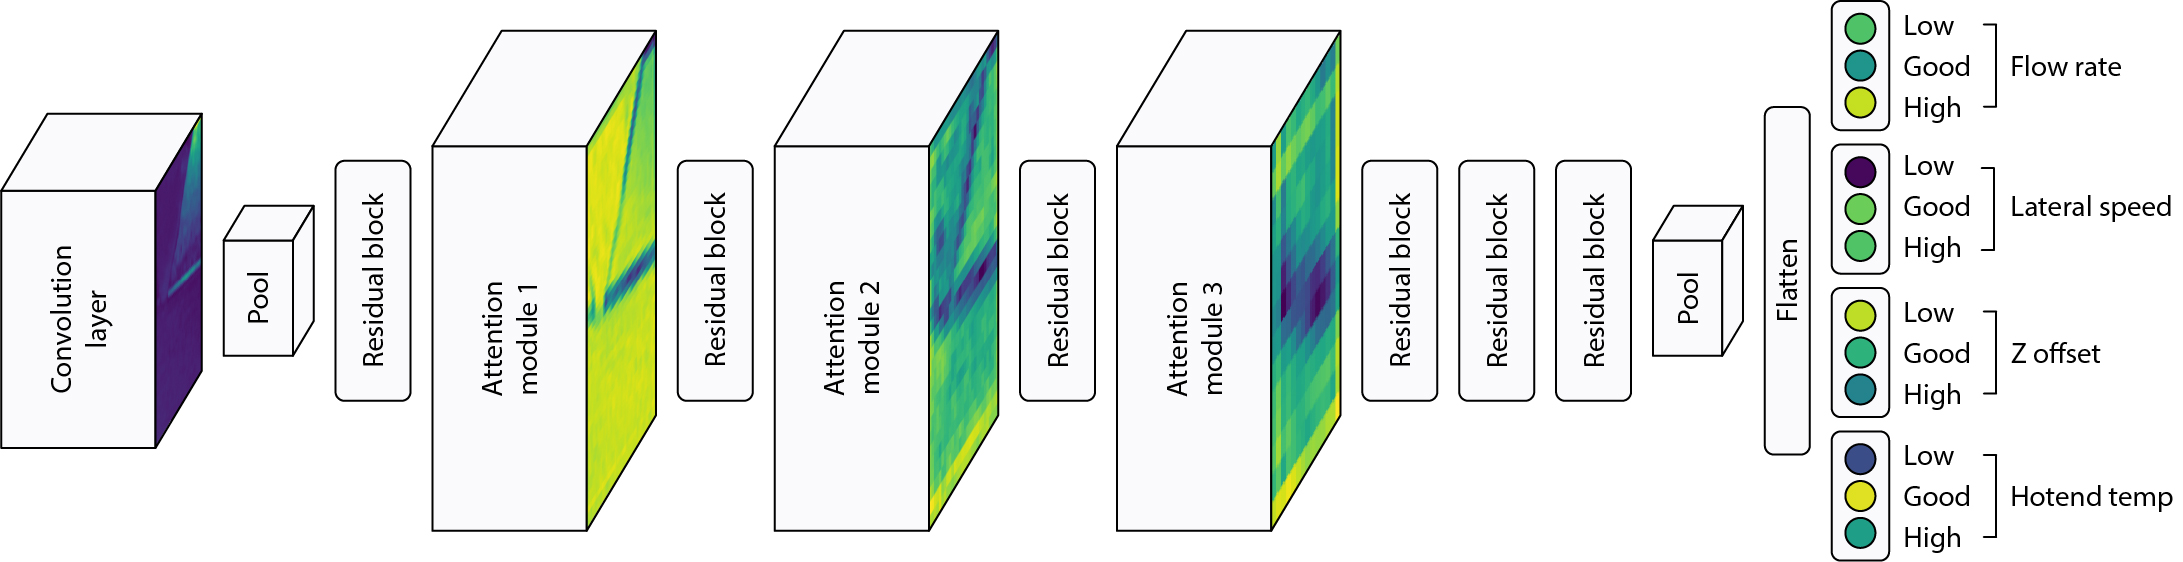 Convolution
layer
Pool
Residual block
Attention
module 1
Residual block
Attention
module 2
Residual block
Attention
module 3
Residual block
Residual block
Residual block
Pool
Flatten
Low
Good
High
Flow rate
Low
Good
High
Lateral speed
Low
Good
High
Z offset
Low
Good
High
Hotend temp